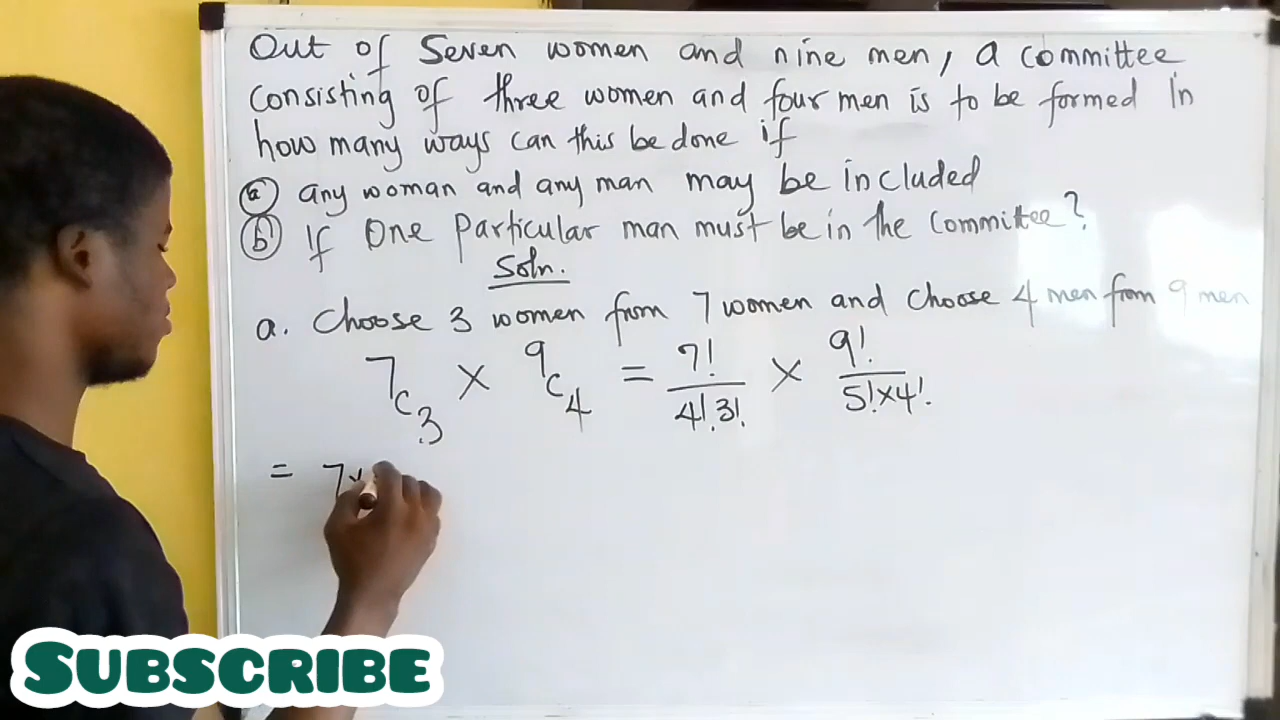 Out of Seven women and nine men, a committee
consisting of three women and four men is to be formed In
how many ways can this be done if
(a) any woman and any man may be included
(b) If One Particular man must be in the Committee?
Soln.
a. Choose 3 women from 7 women and Choose 4 men from 9 men
7C3 × 9C4 = 7!/4!3! × 9!/5!×4!
= 7×
SUBSCRIBE